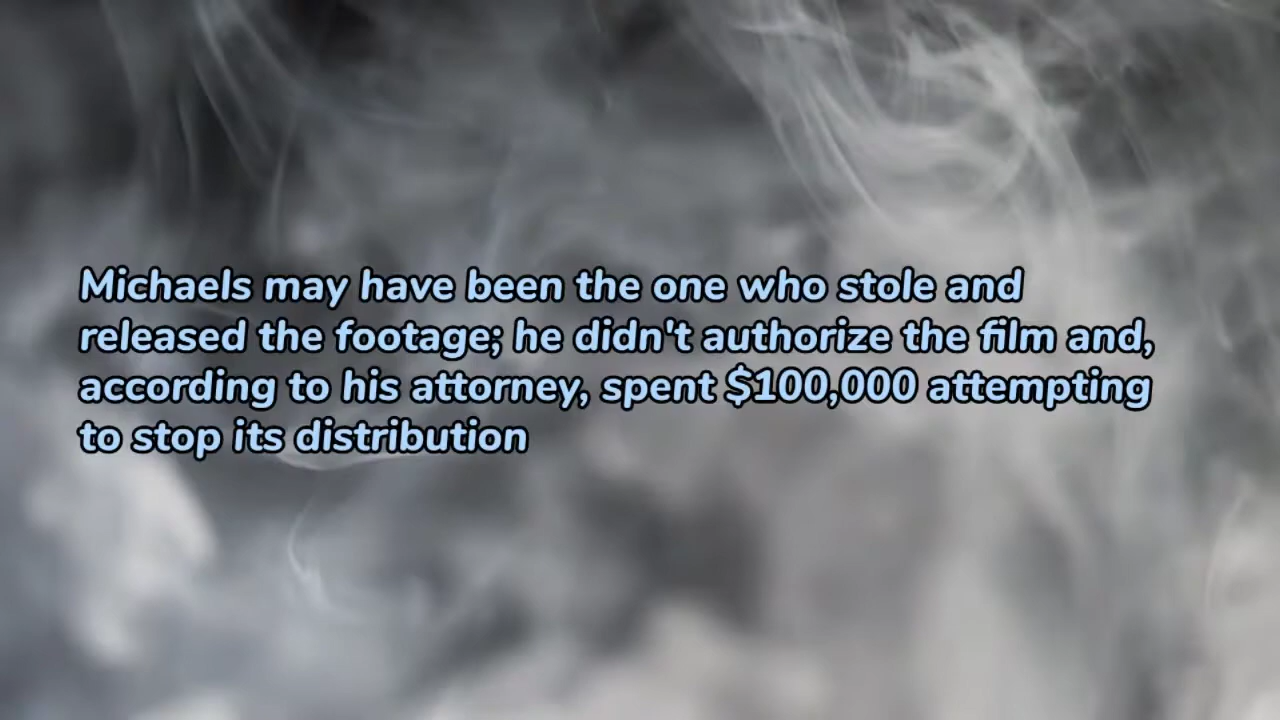 Michaels may have been the one who stole and
released the footage; he didn't authorize the film and,
according to his attorney, spent $100,000 attempting
to stop its distribution